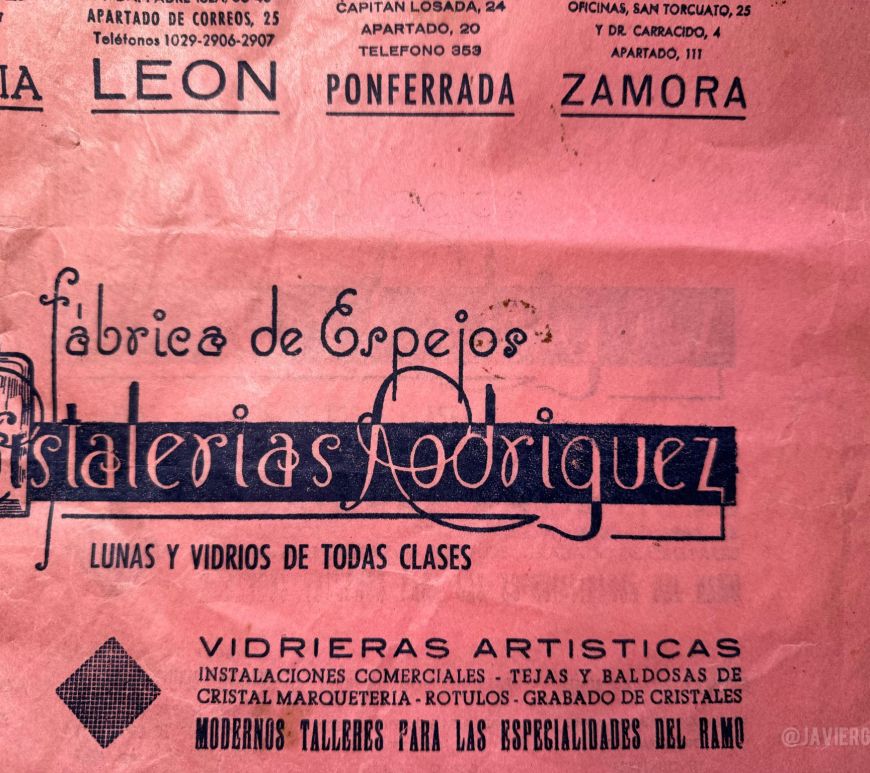 APARTADO DE CORREOS, 25
Teléfonos 1029-2906-2907
LEON
CAPITAN LOSADA, 24
APARTADO, 20
TELEFONO 353
PONFERRADA
OFICINAS, SAN TORCUATO, 25
Y DR. CARRACIDO, 4
APARTADO, 111
ZAMORA
fábrica de Espejos
istalerias Rodriguez
LUNAS Y VIDRIOS DE TODAS CLASES
VIDRIERAS ARTISTICAS
INSTALACIONES COMERCIALES - TEJAS Y BALDOSAS DE
CRISTAL MARQUETERIA - ROTULOS - GRABADO DE CRISTALES
MODERNOS TALLERES PARA LAS ESPECIALIDADES DEL RAMO
@JAVIERG